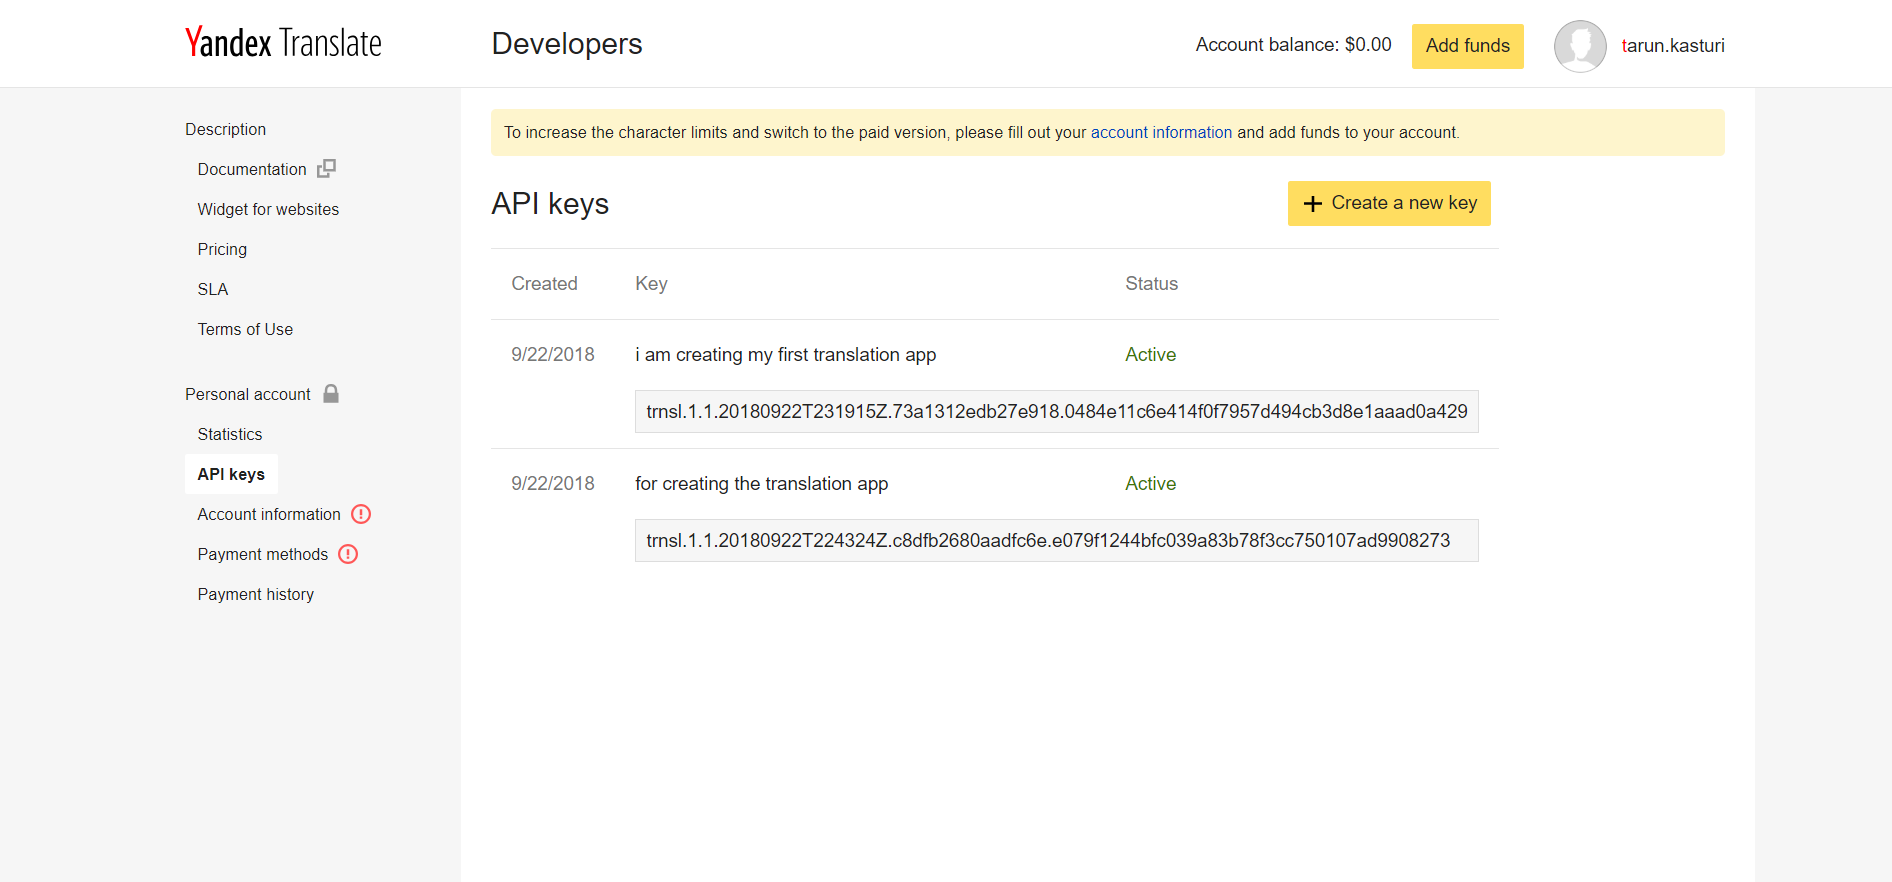 Yandex Translate
Developers
Account balance: $0.00
Add funds
tarun.kasturi
Description
Documentation
Widget for websites
Pricing
SLA
Terms of Use
Personal account
Statistics
API keys
Account information
Payment methods
Payment history
To increase the character limits and switch to the paid version, please fill out your account information and add funds to your account.
API keys
Create a new key
Created Key Status
9/22/2018 i am creating my first translation app Active
trnsl.1.1.20180922T231915Z.73a1312edb27e918.0484e11c6e414f0f7957d494cb3d8e1aaad0a429
9/22/2018 for creating the translation app Active
trnsl.1.1.20180922T224324Z.c8dfb2680aadfc6e.e079f1244bfc039a83b78f3cc750107ad9908273